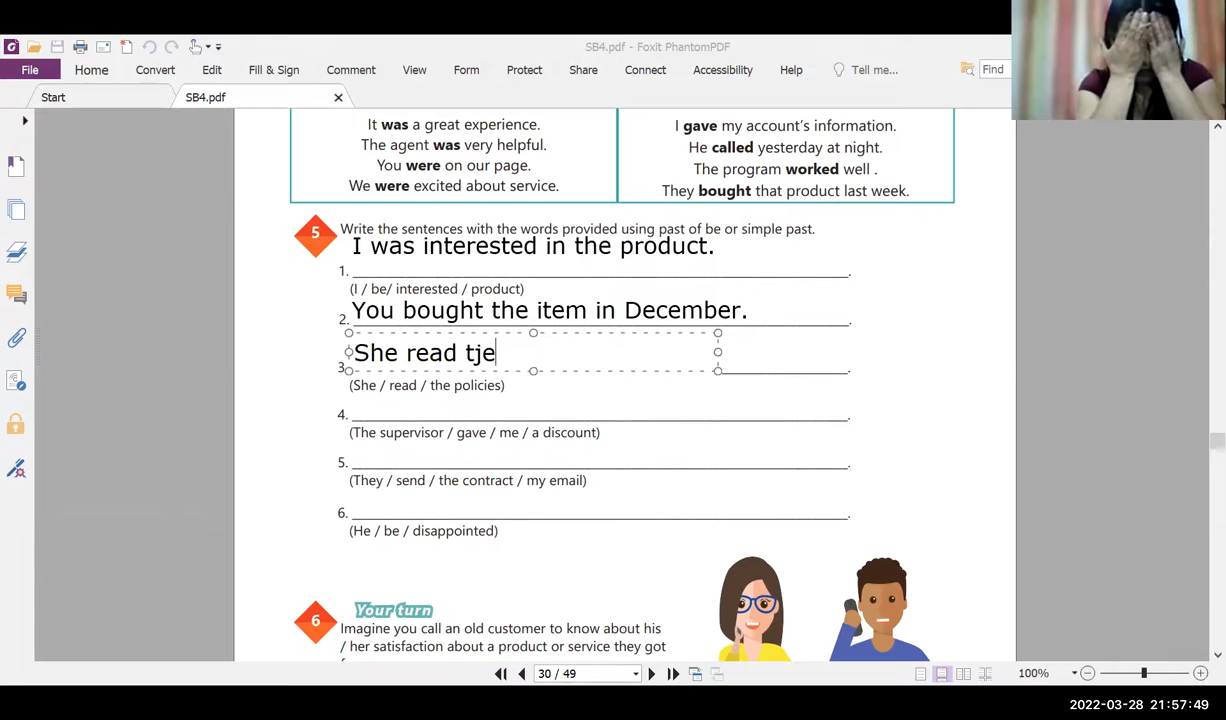 SB4.pdf - Foxit PhantomPDF
File Home Convert Edit Fill & Sign Comment View Form Protect Share Connect Accessibility Help Tell me... Find
Start SB4.pdf
It was a great experience.
The agent was very helpful.
You were on our page.
We were excited about service.
I gave my account's information.
He called yesterday at night.
The program worked well .
They bought that product last week.
5 Write the sentences with the words provided using past of be or simple past.
I was interested in the product.
1. .
(I / be/ interested / product)
You bought the item in December.
2. .
She read tje
3 .
(She / read / the policies)
4. .
(The supervisor / gave / me / a discount)
5. .
(They / send / the contract / my email)
6. .
(He / be / disappointed)
6 Your turn
Imagine you call an old customer to know about his
/ her satisfaction about a product or service they got
30 / 49
100%
2022-03-28 21:57:49